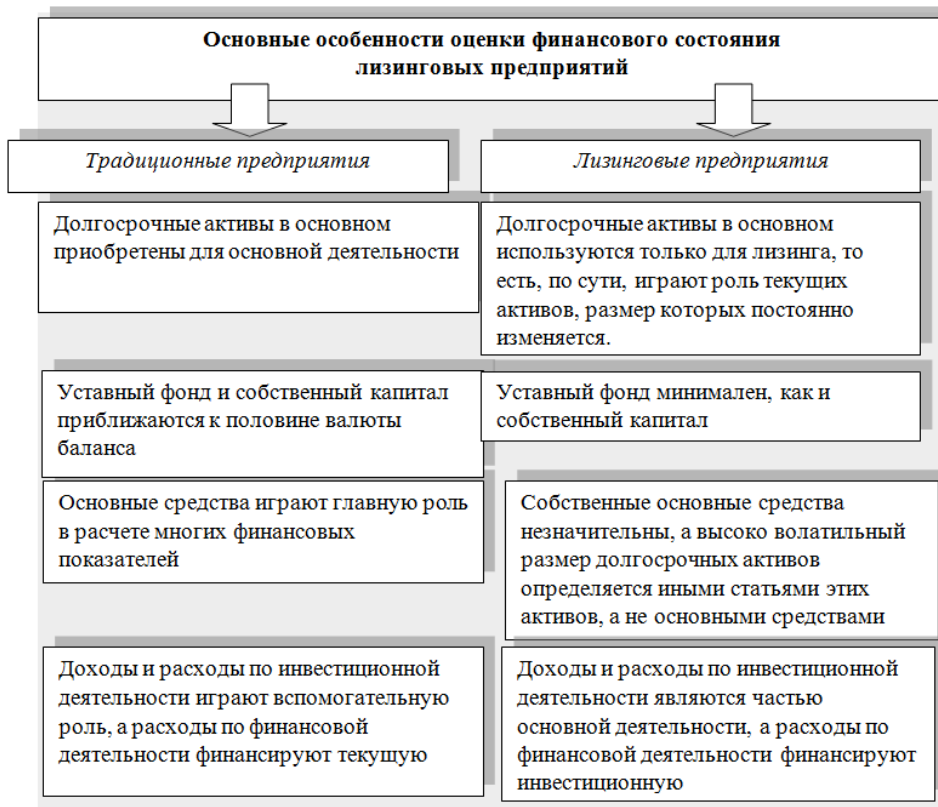 Основные особенности оценки финансового состояния
лизинговых предприятий
Традиционные предприятия
Лизинговые предприятия
Долгосрочные активы в основном
приобретены для основной деятельности
Долгосрочные активы в основном
используются только для лизинга, то
есть, по сути, играют роль текущих
активов, размер которых постоянно
изменяется.
Уставный фонд и собственный капитал
приближаются к половине валюты
баланса
Уставный фонд минимален, как и
собственный капитал
Основные средства играют главную роль
в расчете многих финансовых
показателей
Собственные основные средства
незначительны, а высоко волатильный
размер долгосрочных активов
определяется иными статьями этих
активов, а не основными средствами
Доходы и расходы по инвестиционной
деятельности играют вспомогательную
роль, а расходы по финансовой
деятельности финансируют текущую
Доходы и расходы по инвестиционной
деятельности являются частью
основной деятельности, а расходы по
финансовой деятельности финансируют
инвестиционную